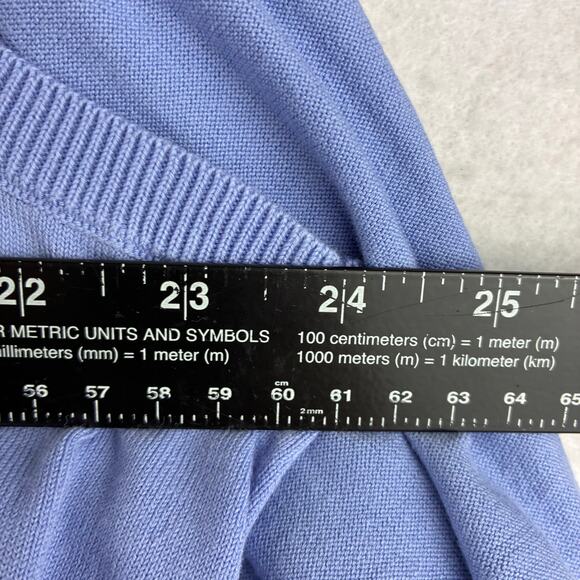 22 23 24 25
R METRIC UNITS AND SYMBOLS 100 centimeters (cm) = 1 meter (m)
illimeters (mm) = 1 meter (m) 1000 meters (m) = 1 kilometer (km)
cm
56 57 58 59 60 61 62 63 64 65
2mm